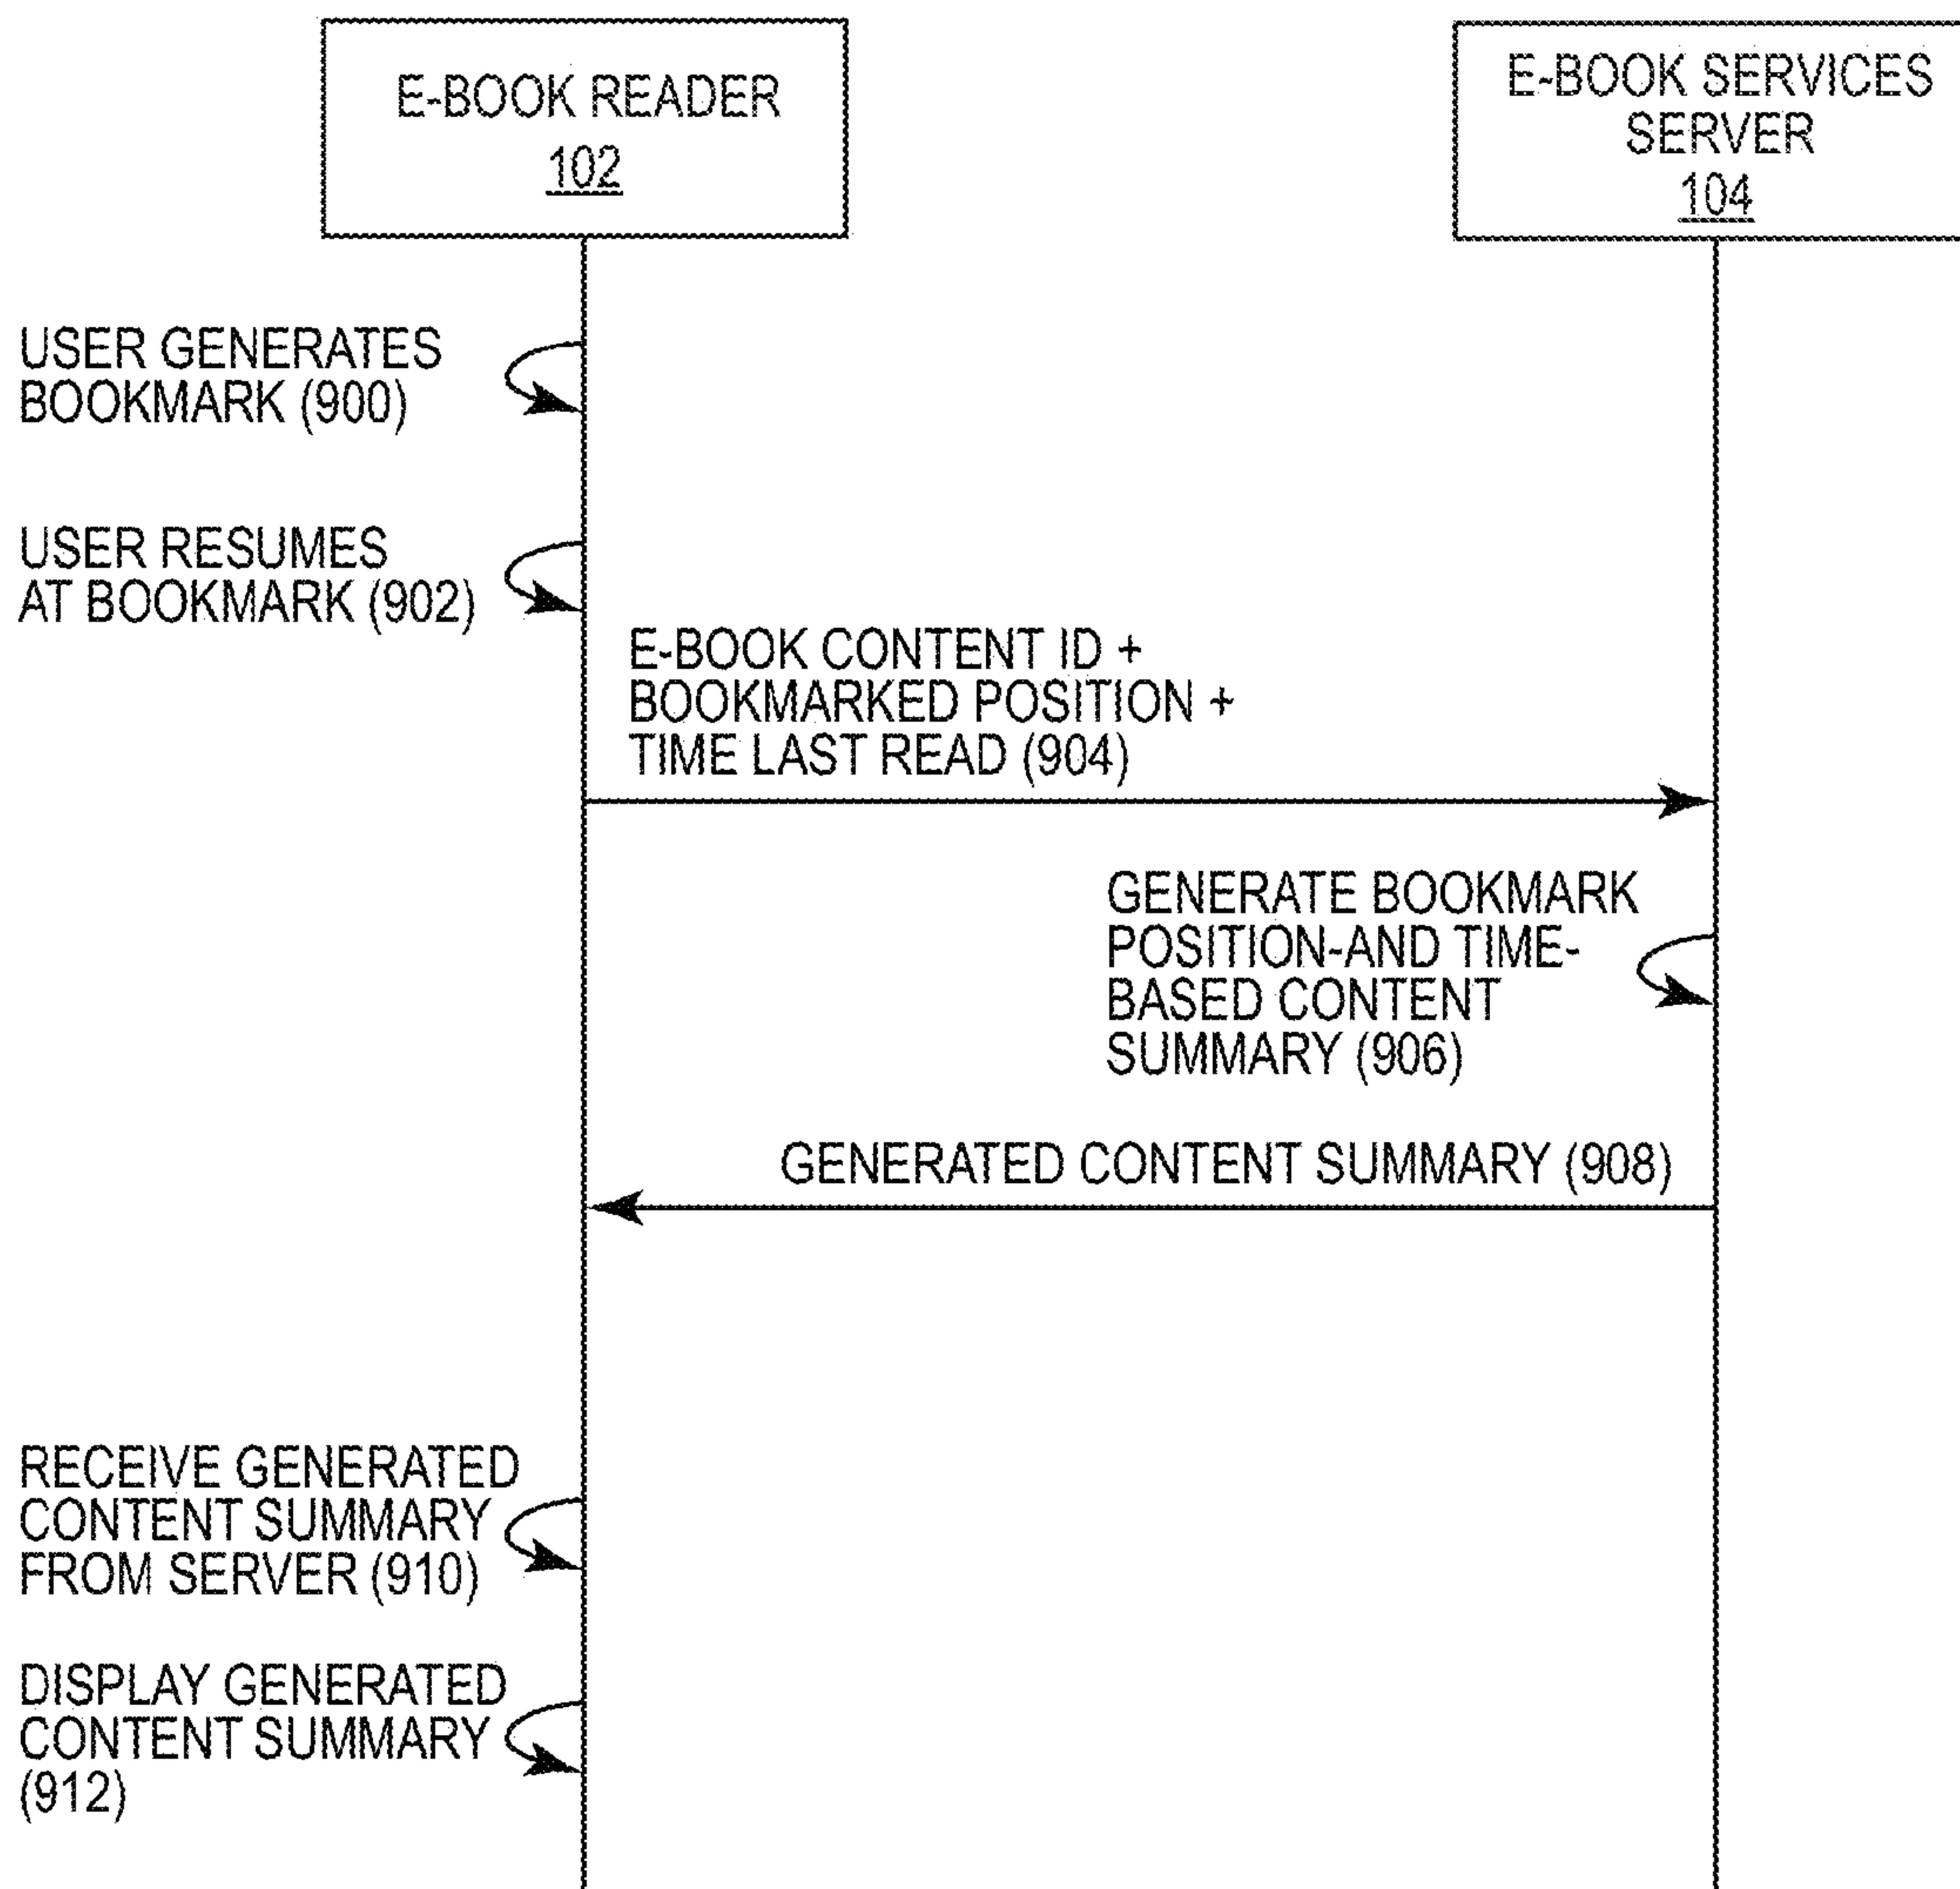 E-BOOK READER
102
E-BOOK SERVICES
SERVER
104
USER GENERATES
BOOKMARK (900)
USER RESUMES
AT BOOKMARK (902)
E-BOOK CONTENT ID +
BOOKMARKED POSITION +
TIME LAST READ (904)
GENERATE BOOKMARK
POSITION-AND TIME-
BASED CONTENT
SUMMARY (906)
GENERATED CONTENT SUMMARY (908)
RECEIVE GENERATED
CONTENT SUMMARY
FROM SERVER (910)
DISPLAY GENERATED
CONTENT SUMMARY
(912)